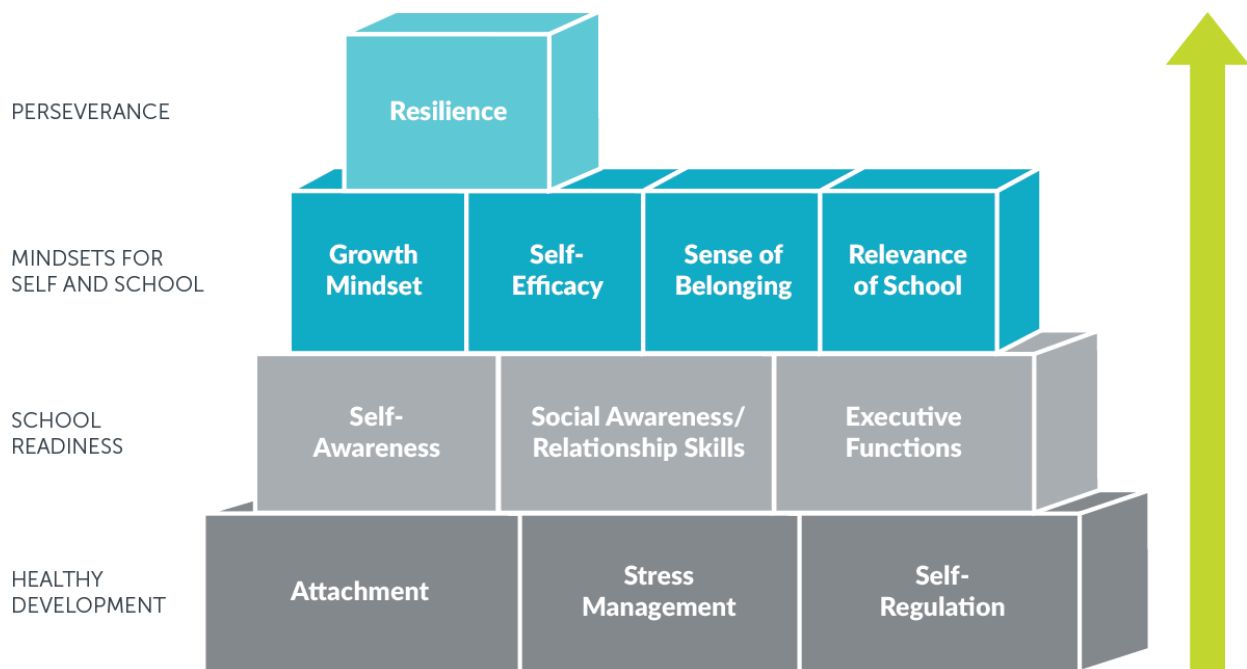 PERSEVERANCE
Resilience
MINDSETS FOR
SELF AND SCHOOL
Growth
Mindset
Self-
Efficacy
Sense of
Belonging
Relevance
of School
SCHOOL
READINESS
Self-
Awareness
Social Awareness/
Relationship Skills
Executive
Functions
HEALTHY
DEVELOPMENT
Attachment
Stress
Management
Self-
Regulation